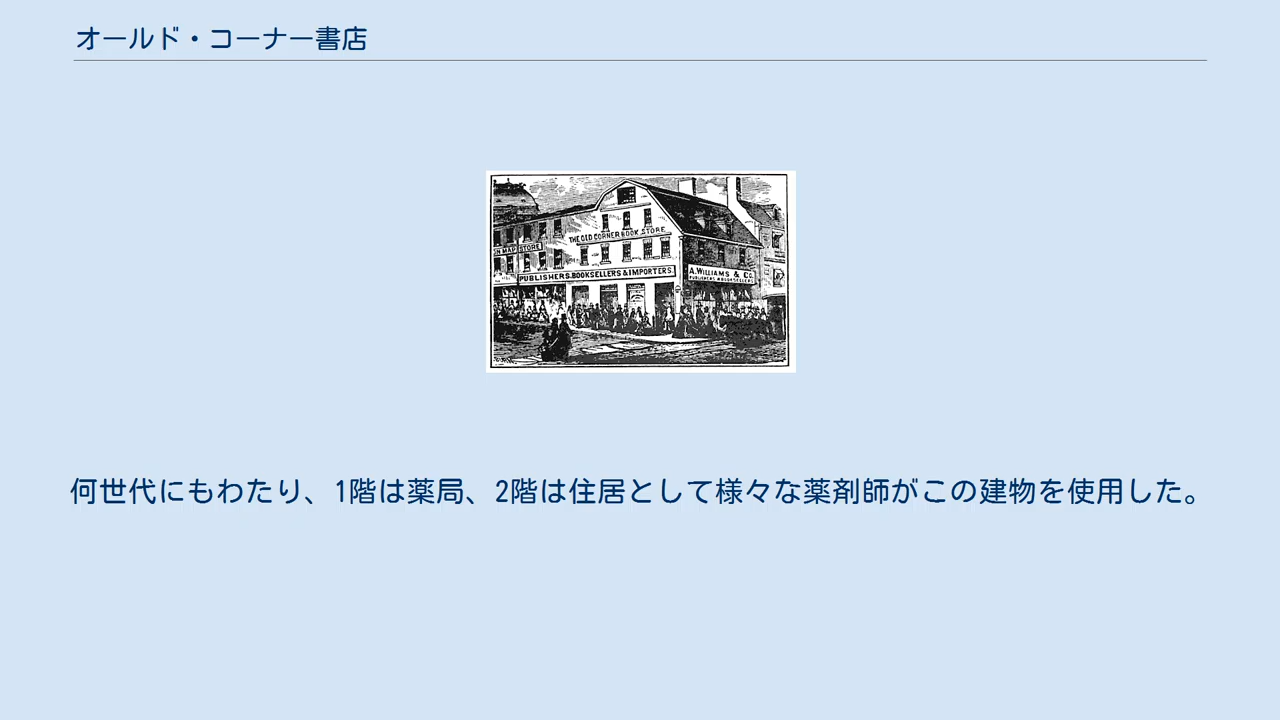 オールド・コーナー書店
THE OLD CORNER BOOK STORE
MAP STORE
PUBLISHERS, BOOKSELLERS & IMPORTERS.
A. WILLIAMS & CO.
PUBLISHERS & BOOKSELLERS
何世代にもわたり、1階は薬局、2階は住居として様々な薬剤師がこの建物を使用した。